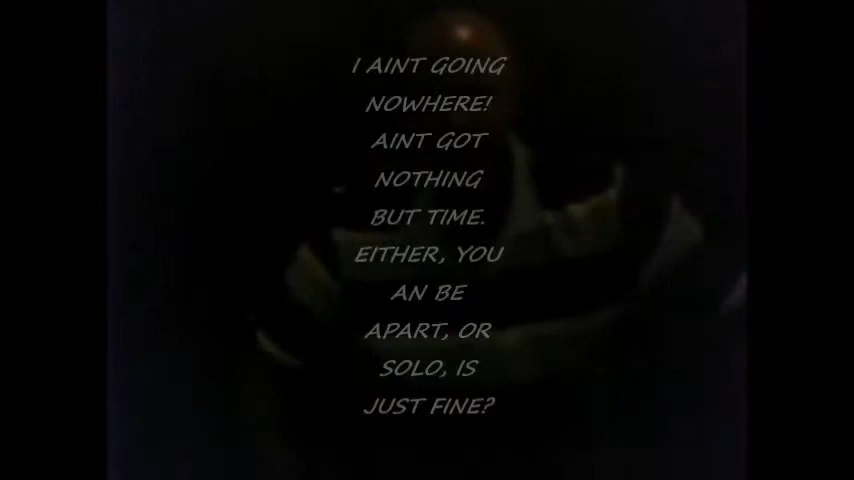 I AINT GOING
NOWHERE!
AINT GOT
NOTHING
BUT TIME.
EITHER, YOU
AN BE
APART, OR
SOLO, IS
JUST FINE?